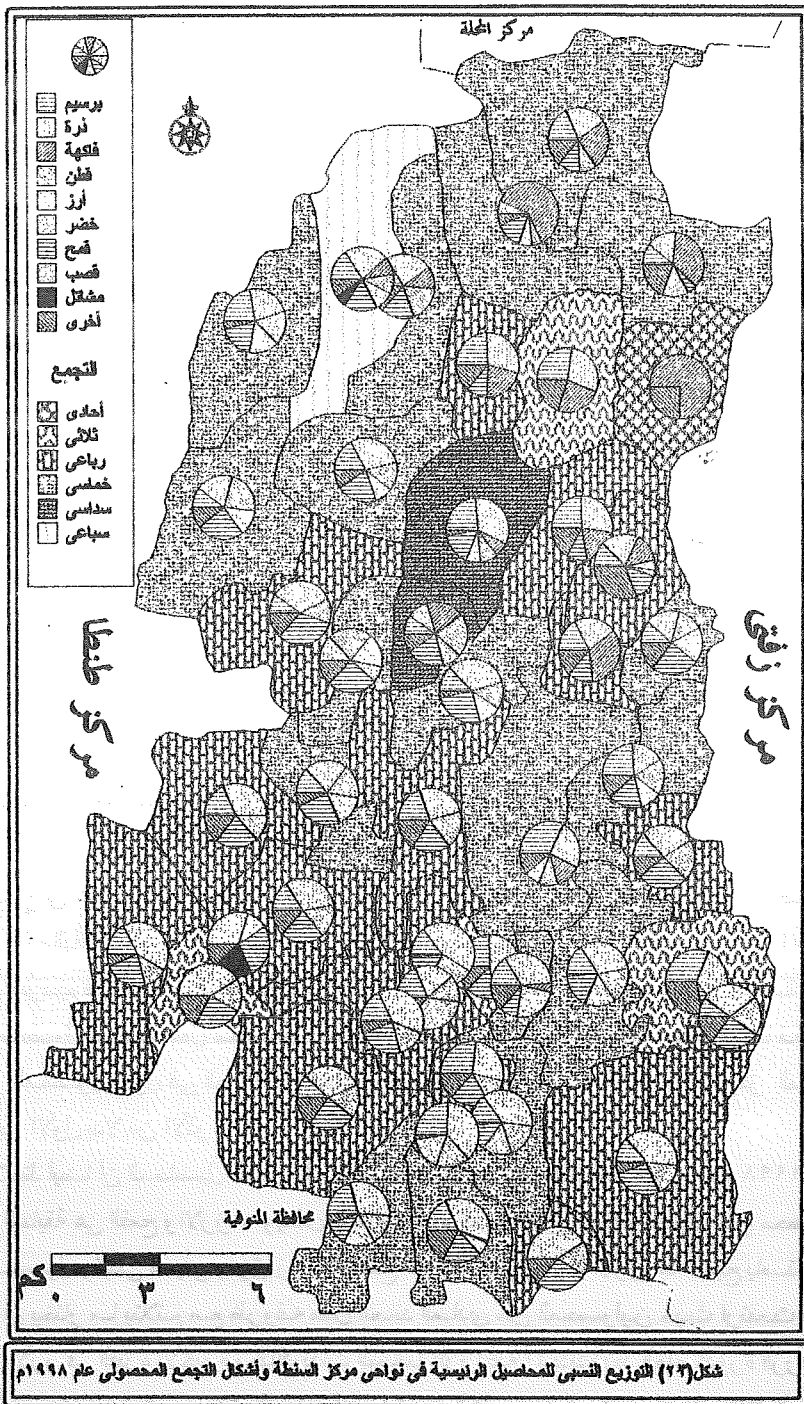 مركز المحلة
برسيم
ذرة
فاكهة
قطن
أرز
خضر
قمح
قصب
مشاتل
أخرى
التجمع
أحادى
ثلاثى
رباعى
خماسى
سداسى
سباعى
مركز طنطا
مركز زفتى
محافظة المنوفية
كم ٠ ٣ ٦
شكل(٢٢) التوزيع النسبى للمحاصيل الرئيسية فى نواحى مركز السنطة وأشكال التجمع المحصولى عام ١٩٩٨م